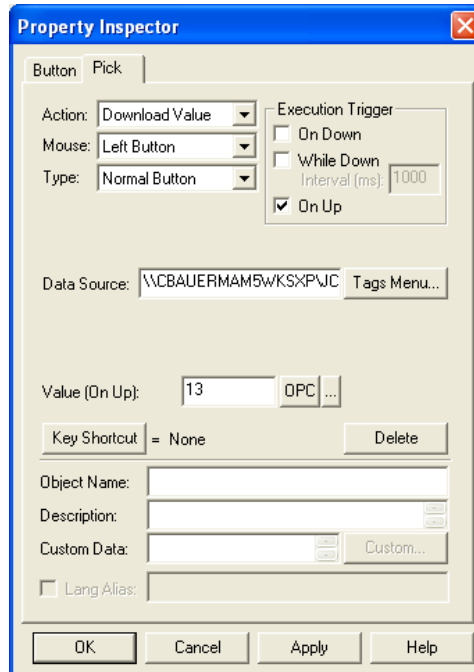 Property Inspector
Button Pick
Action: Download Value
Mouse: Left Button
Type: Normal Button
Execution Trigger
On Down
While Down
Interval (ms): 1000
On Up
Data Source: \\CBAUERMAM5WKSXP\JC Tags Menu...
Value (On Up): 13 OPC ...
Key Shortcut = None Delete
Object Name:
Description:
Custom Data: Custom...
Lang Alias:
OK Cancel Apply Help